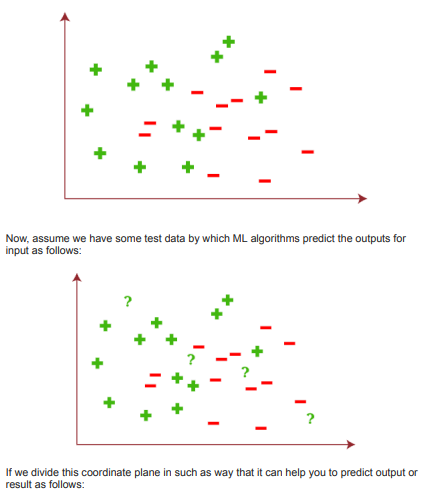 Now, assume we have some test data by which ML algorithms predict the outputs for
input as follows:
?
?
?
?
If we divide this coordinate plane in such as way that it can help you to predict output or
result as follows: